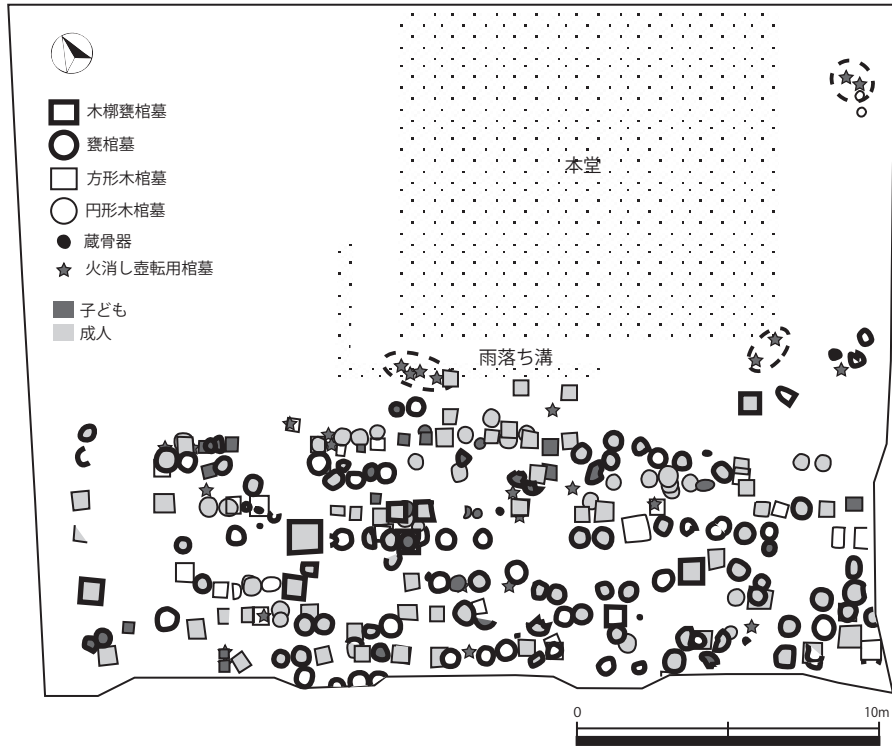 木槨甕棺墓
甕棺墓
方形木棺墓
円形木棺墓
蔵骨器
火消し壺転用棺墓
子ども
成人
本堂
雨落ち溝
0 10m